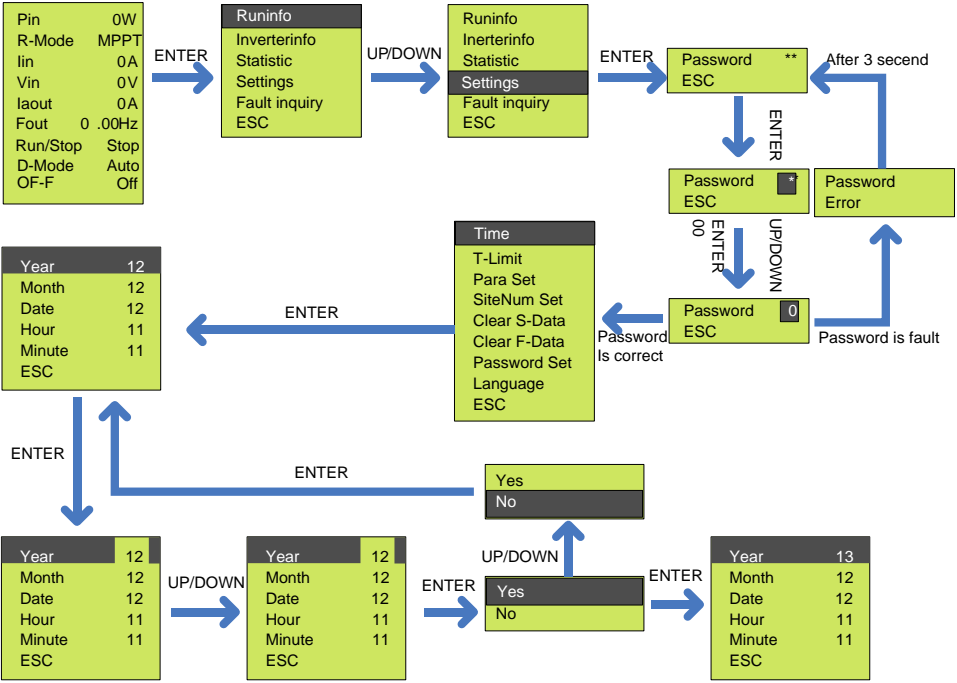 Pin 0W
R-Mode MPPT
Iin 0A
Vin 0V
Iaout 0A
Fout 0 .00Hz
Run/Stop Stop
D-Mode Auto
OF-F Off
ENTER
Runinfo
Inverterinfo
Statistic
Settings
Fault inquiry
ESC
UP/DOWN
Runinfo
Inerterinfo
Statistic
Settings
Fault inquiry
ESC
ENTER
Password **
ESC
After 3 secend
ENTER
Password *
ESC
Password
Error
UP/DOWN
ENTER
00
Password 0
ESC
Password is fault
Password
Is correct
Time
T-Limit
Para Set
SiteNum Set
Clear S-Data
Clear F-Data
Password Set
Language
ESC
ENTER
Year 12
Month 12
Date 12
Hour 11
Minute 11
ESC
ENTER
ENTER
Yes
No
Year 12
Month 12
Date 12
Hour 11
Minute 11
ESC
UP/DOWN
Year 12
Month 12
Date 12
Hour 11
Minute 11
ESC
ENTER
UP/DOWN
Yes
No
ENTER
Year 13
Month 12
Date 12
Hour 11
Minute 11
ESC